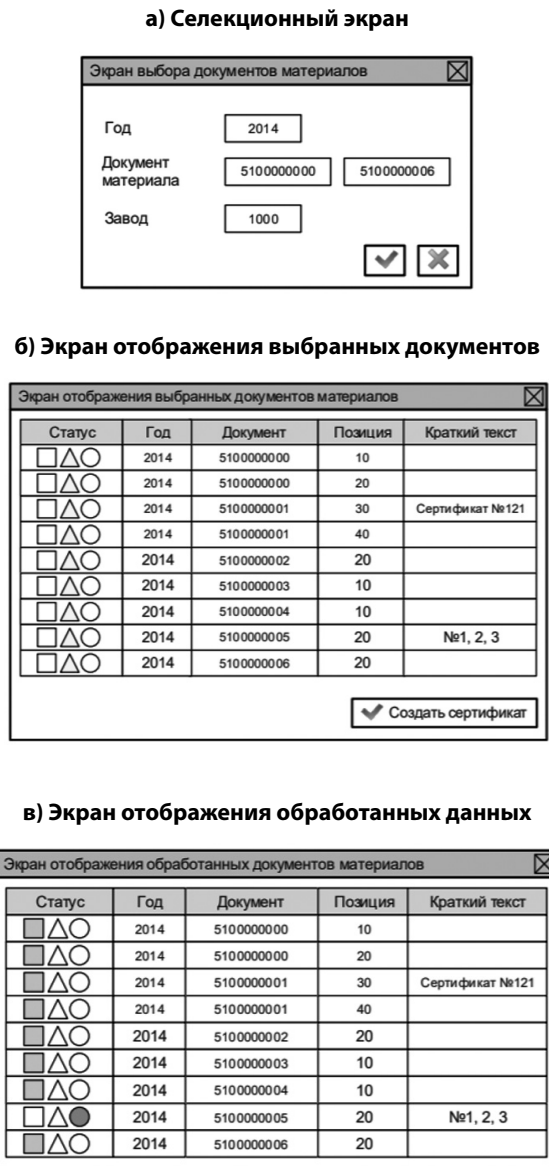 а) Селекционный экран
Экран выбора документов материалов
Год 2014
Документ
материала 5100000000 5100000006
Завод 1000
б) Экран отображения выбранных документов
Экран отображения выбранных документов материалов
Статус Год Документ Позиция Краткий текст
2014 5100000000 10
2014 5100000000 20
2014 5100000001 30 Сертификат №121
2014 5100000001 40
2014 5100000002 20
2014 5100000003 10
2014 5100000004 10
2014 5100000005 20 №1, 2, 3
2014 5100000006 20
Создать сертификат
в) Экран отображения обработанных данных
Экран отображения обработанных документов материалов
Статус Год Документ Позиция Краткий текст
2014 5100000000 10
2014 5100000000 20
2014 5100000001 30 Сертификат №121
2014 5100000001 40
2014 5100000002 20
2014 5100000003 10
2014 5100000004 10
2014 5100000005 20 №1, 2, 3
2014 5100000006 20